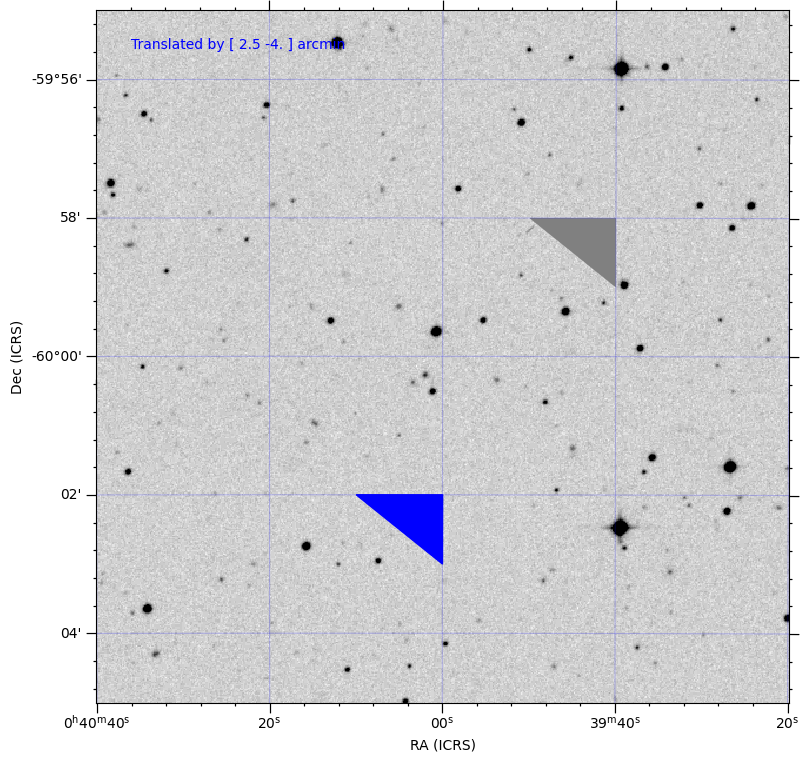 Translated by [ 2.5 -4. ] arcmin
-59°56'
58'
-60°00'
02'
04'
Dec (ICRS)
0ʰ40ᵐ40ˢ 20ˢ 00ˢ 39ᵐ40ˢ 20ˢ
RA (ICRS)